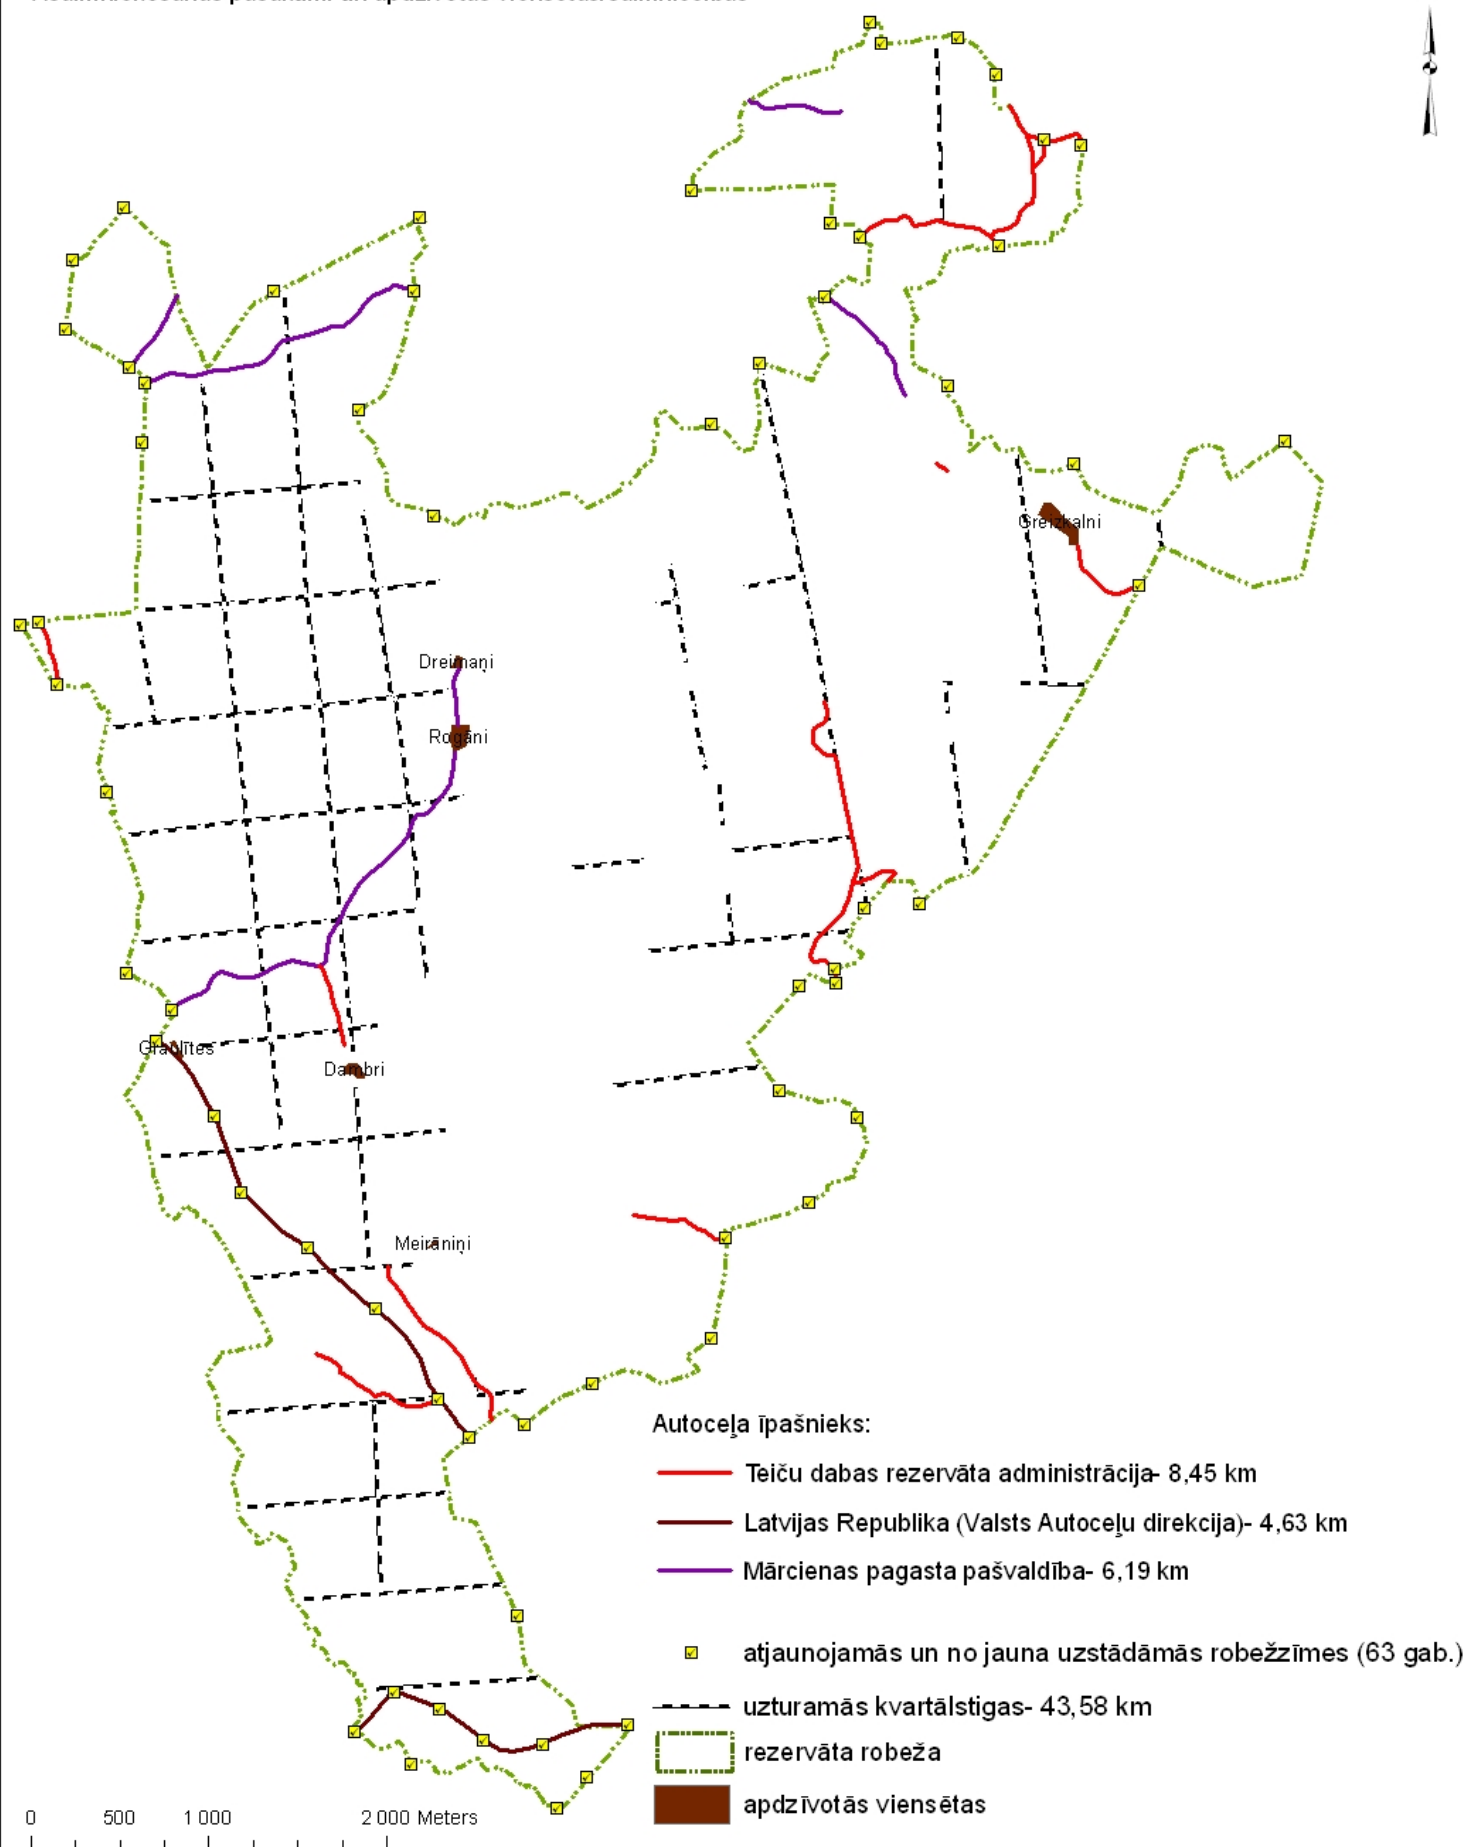 Greizkalni
Dreimaņi
Rogāni
Dambri
Meirāniņi
Autoceļa īpašnieks:
Teiču dabas rezervāta administrācija- 8,45 km
Latvijas Republika (Valsts Autoceļu direkcija)- 4,63 km
Mārcienas pagasta pašvaldība- 6,19 km
atjaunojamās un no jauna uzstādāmās robežzīmes (63 gab.)
uzturamās kvartālstigas- 43,58 km
rezervāta robeža
apdzīvotās viensētas
0 500 1 000 2 000 Meters